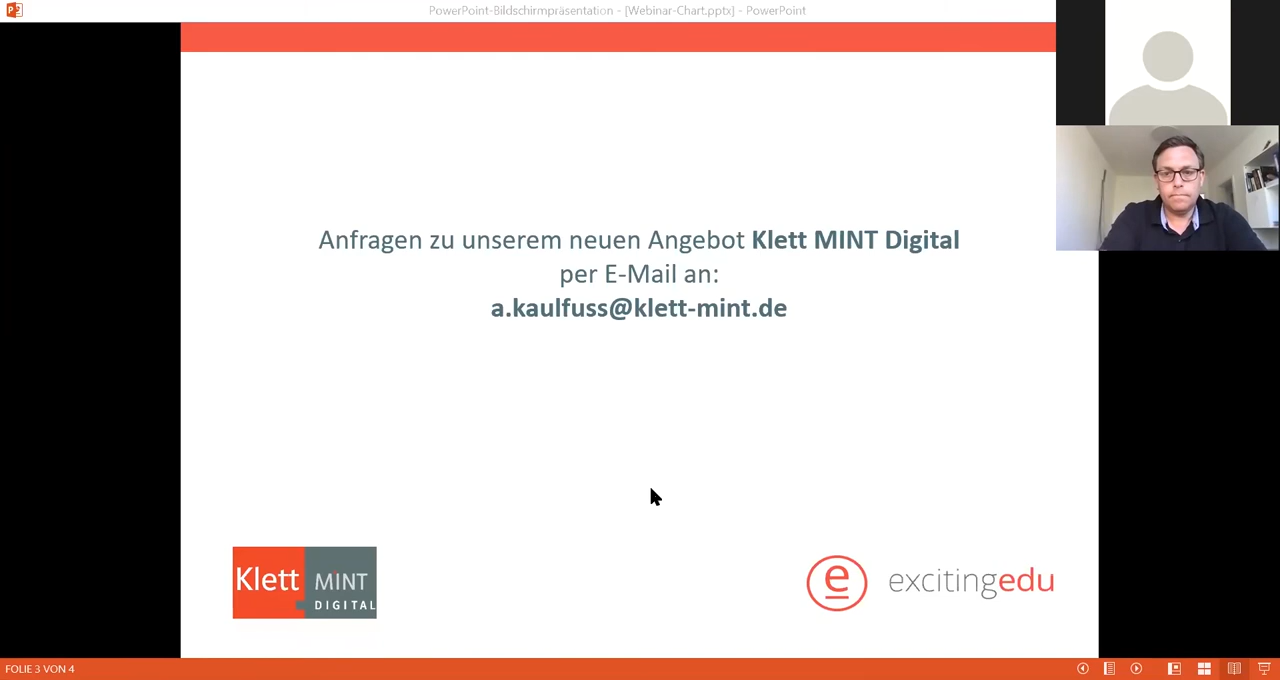 PowerPoint-Bildschirmpräsentation - [Webinar-Chart.pptx] - PowerPoint
Anfragen zu unserem neuen Angebot Klett MINT Digital
per E-Mail an:
a.kaulfuss@klett-mint.de
Klett MINT
DIGITAL
e excitingedu
FOLIE 3 VON 4